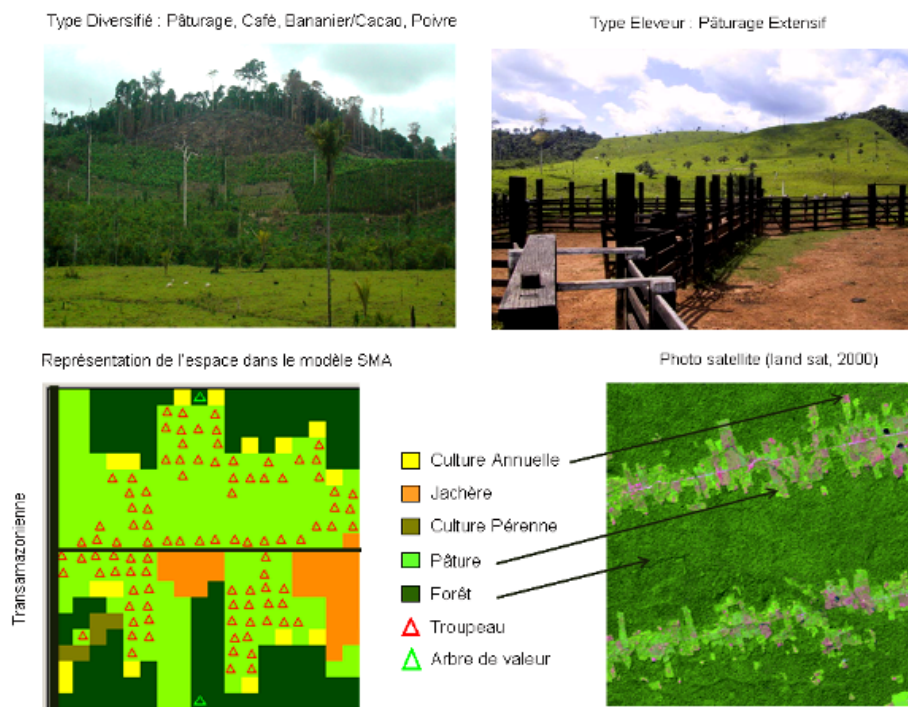 Type Diversifié : Pâturage, Café, Bananier/Cacao, Poivre
Type Eleveur : Pâturage Extensif
Représentation de l'espace dans le modèle SMA
Photo satellite (land sat, 2000)
Transamazonienne
Culture Annuelle
Jachère
Culture Pérenne
Pâture
Forêt
Troupeau
Arbre de valeur